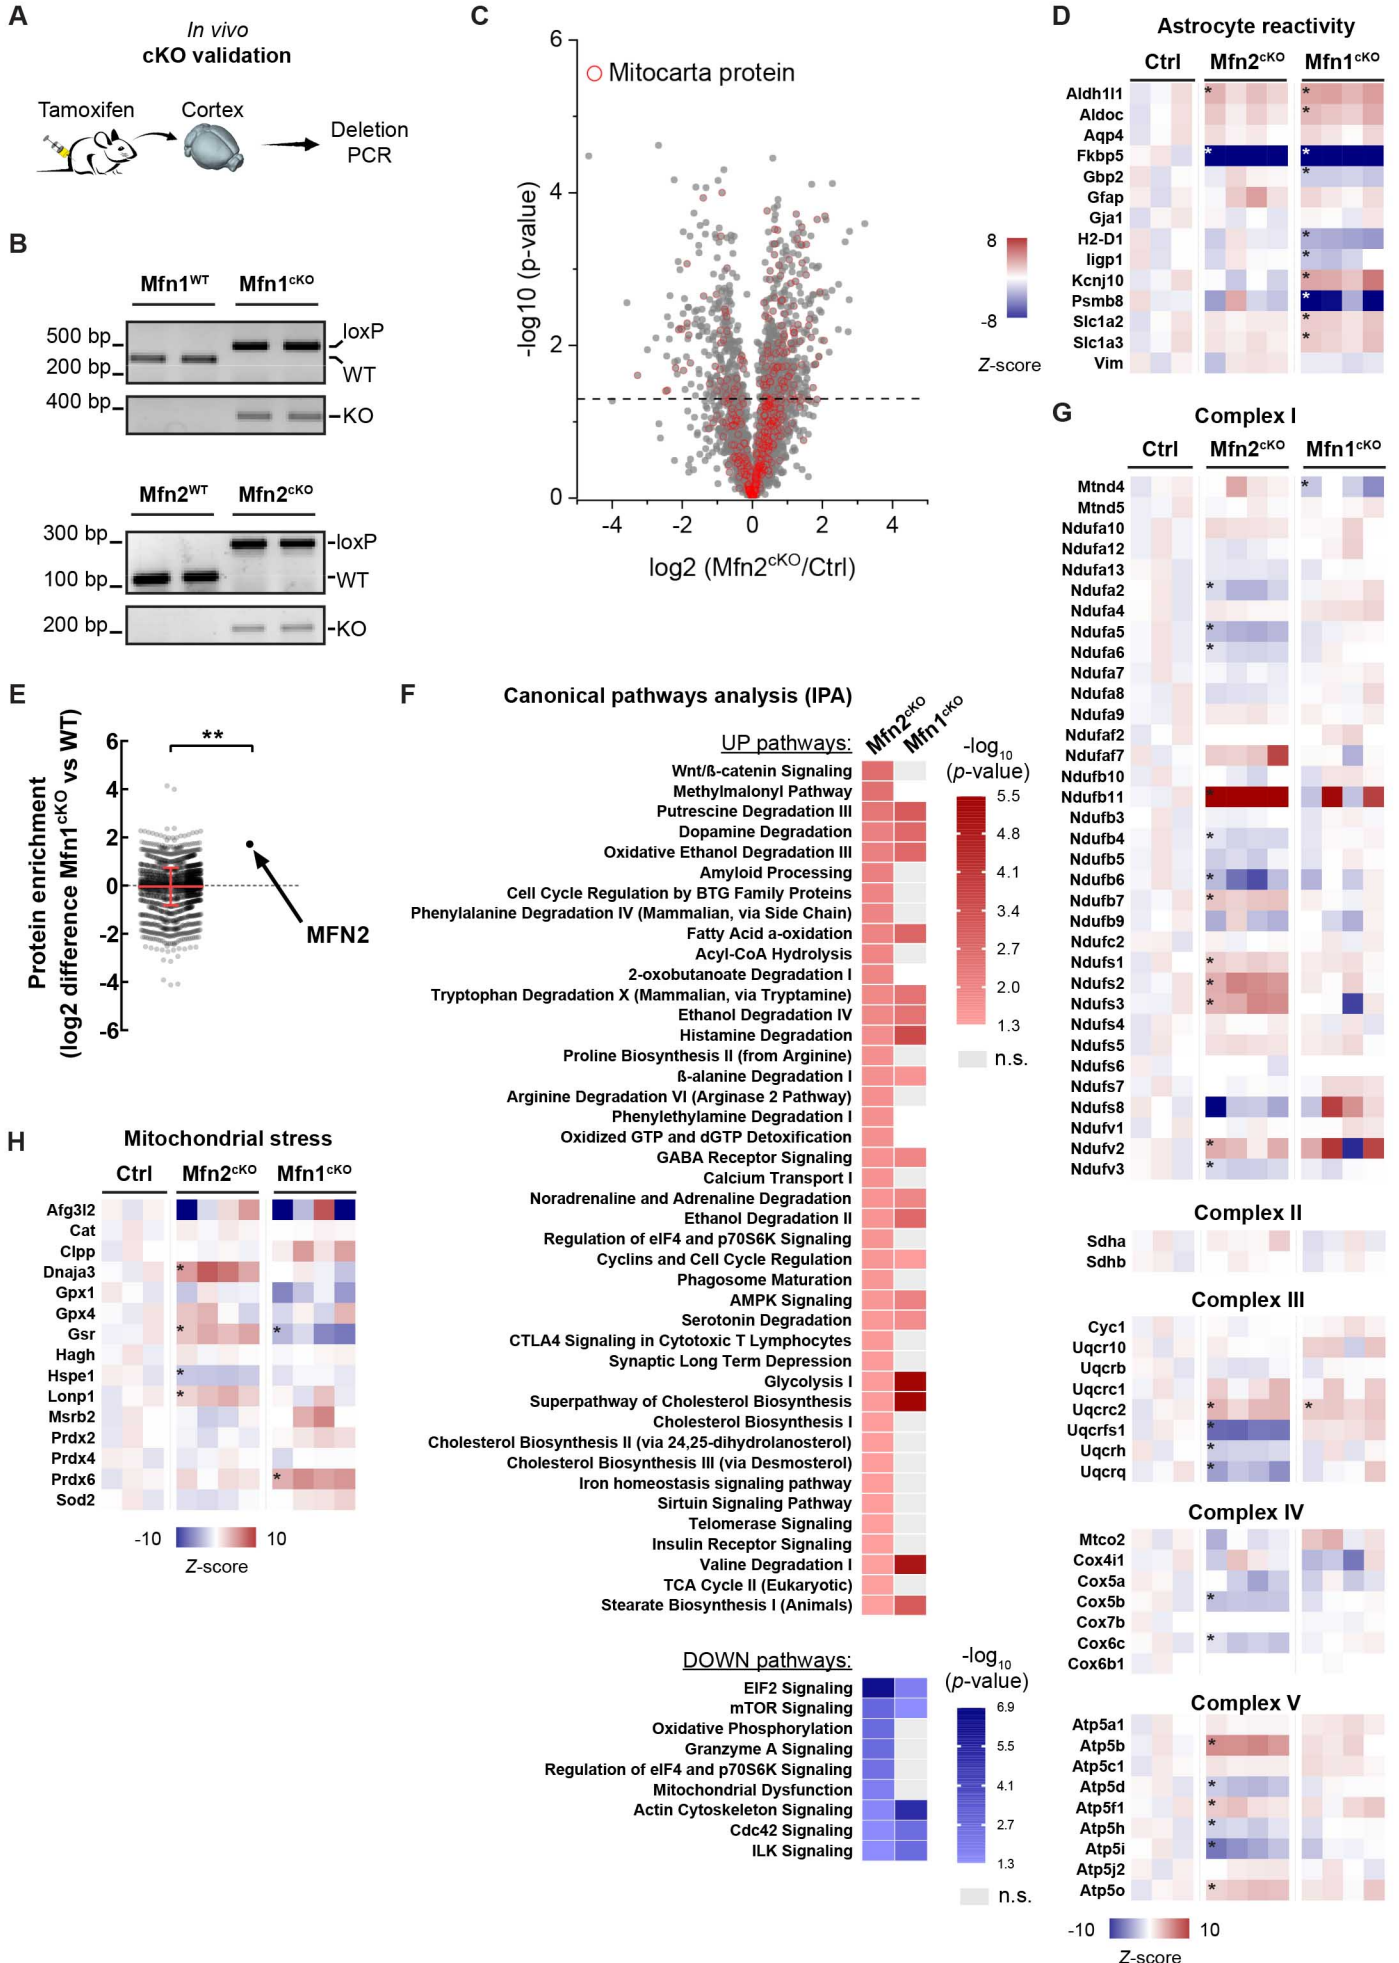 A
In vivo
cKO validation
Tamoxifen
Cortex
Deletion
PCR
B
Mfn1WT
Mfn1cKO
500 bp
200 bp
loxP
WT
400 bp
KO
Mfn2WT
Mfn2cKO
300 bp
100 bp
loxP
WT
200 bp
KO
C
Mitocarta protein
-log10 (p-value)
6
4
2
0
-4
-2
0
2
4
log2 (Mfn2cKO/Ctrl)
D
Astrocyte reactivity
Ctrl
Mfn2cKO
Mfn1cKO
8
-8
Z-score
Aldh1l1
Aldoc
Aqp4
Fkbp5
Gbp2
Gfap
Gja1
H2-D1
Iigp1
Kcnj10
Psmb8
Slc1a2
Slc1a3
Vim
E
Protein enrichment
(log2 difference Mfn1cKO vs WT)
6
4
2
0
-2
-4
-6
**
MFN2
F
Canonical pathways analysis (IPA)
Mfn2cKO
Mfn1cKO
UP pathways:
Wnt/ß-catenin Signaling
Methylmalonyl Pathway
Putrescine Degradation III
Dopamine Degradation
Oxidative Ethanol Degradation III
Amyloid Processing
Cell Cycle Regulation by BTG Family Proteins
Phenylalanine Degradation IV (Mammalian, via Side Chain)
Fatty Acid a-oxidation
Acyl-CoA Hydrolysis
2-oxobutanoate Degradation I
Tryptophan Degradation X (Mammalian, via Tryptamine)
Ethanol Degradation IV
Histamine Degradation
Proline Biosynthesis II (from Arginine)
ß-alanine Degradation I
Arginine Degradation VI (Arginase 2 Pathway)
Phenylethylamine Degradation I
Oxidized GTP and dGTP Detoxification
GABA Receptor Signaling
Calcium Transport I
Noradrenaline and Adrenaline Degradation
Ethanol Degradation II
Regulation of eIF4 and p70S6K Signaling
Cyclins and Cell Cycle Regulation
Phagosome Maturation
AMPK Signaling
Serotonin Degradation
CTLA4 Signaling in Cytotoxic T Lymphocytes
Synaptic Long Term Depression
Glycolysis I
Superpathway of Cholesterol Biosynthesis
Cholesterol Biosynthesis I
Cholesterol Biosynthesis II (via 24,25-dihydrolanosterol)
Cholesterol Biosynthesis III (via Desmosterol)
Iron homeostasis signaling pathway
Sirtuin Signaling Pathway
Telomerase Signaling
Insulin Receptor Signaling
Valine Degradation I
TCA Cycle II (Eukaryotic)
Stearate Biosynthesis I (Animals)
-log10
(p-value)
5.5
4.8
4.1
3.4
2.7
2.0
1.3
n.s.
DOWN pathways:
EIF2 Signaling
mTOR Signaling
Oxidative Phosphorylation
Granzyme A Signaling
Regulation of eIF4 and p70S6K Signaling
Mitochondrial Dysfunction
Actin Cytoskeleton Signaling
Cdc42 Signaling
ILK Signaling
-log10
(p-value)
6.9
5.5
4.1
2.7
1.3
n.s.
G
Complex I
Ctrl
Mfn2cKO
Mfn1cKO
Mtnd4
Mtnd5
Ndufa10
Ndufa12
Ndufa13
Ndufa2
Ndufa4
Ndufa5
Ndufa6
Ndufa7
Ndufa8
Ndufa9
Ndufaf2
Ndufaf7
Ndufb10
Ndufb11
Ndufb3
Ndufb4
Ndufb5
Ndufb6
Ndufb7
Ndufb9
Ndufc2
Ndufs1
Ndufs2
Ndufs3
Ndufs4
Ndufs5
Ndufs6
Ndufs7
Ndufs8
Ndufv1
Ndufv2
Ndufv3
Complex II
Sdha
Sdhb
Complex III
Cyc1
Uqcr10
Uqcrb
Uqcrc1
Uqcrc2
Uqcrfs1
Uqcrh
Uqcrq
Complex IV
Mtco2
Cox4i1
Cox5a
Cox5b
Cox7b
Cox6c
Cox6b1
Complex V
Atp5a1
Atp5b
Atp5c1
Atp5d
Atp5f1
Atp5h
Atp5i
Atp5j2
Atp5o
-10
10
Z-score
H
Mitochondrial stress
Ctrl
Mfn2cKO
Mfn1cKO
Afg3l2
Cat
Clpp
Dnaja3
Gpx1
Gpx4
Gsr
Hagh
Hspe1
Lonp1
Msrb2
Prdx2
Prdx4
Prdx6
Sod2
-10
10
Z-score